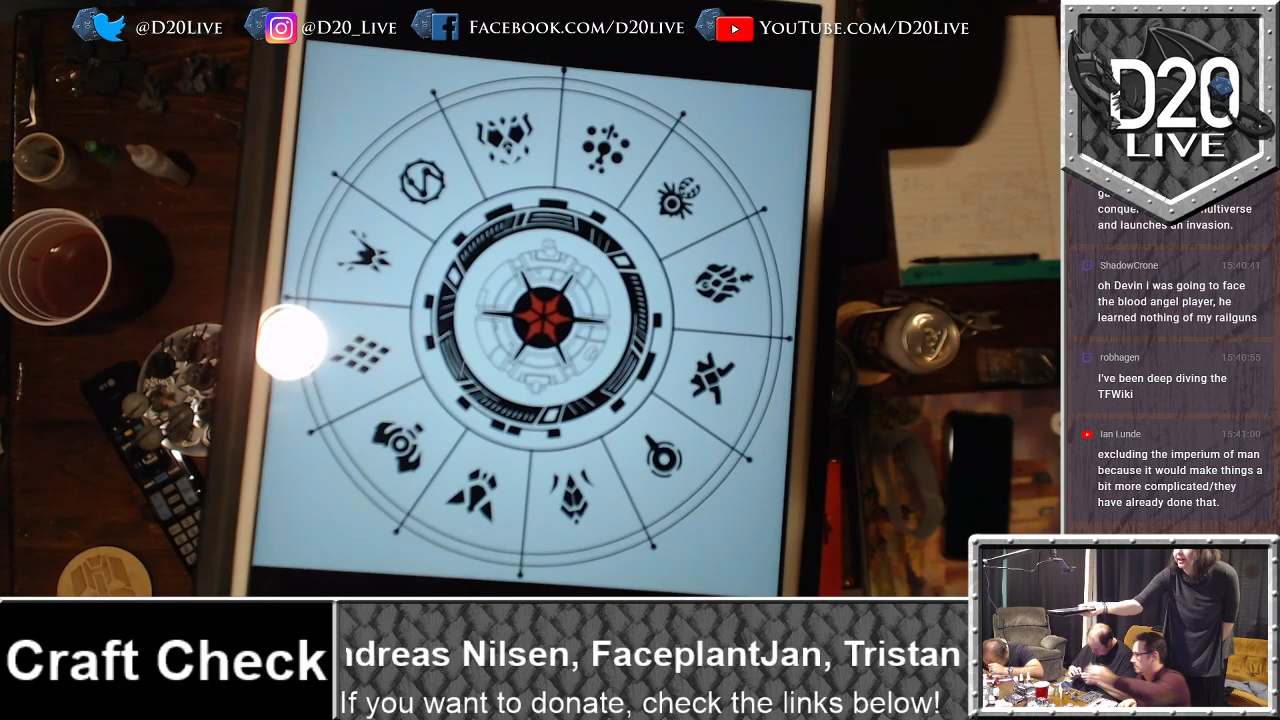 @D20Live
@D20_Live
Facebook.com/d20live
YouTube.com/D20Live
D20
LIVE
conquer
multiverse
and launches an invasion.
ShadowCrone 15:40:41
oh Devin i was going to face
the blood angel player, he
learned nothing of my railguns
robhagen 15:40:55
I've been deep diving the
TFWiki
Ian Lunde 15:41:00
excluding the imperium of man
because it would make things a
bit more complicated/they
have already done that.
Craft Check
ndreas Nilsen, FaceplantJan, Tristan
If you want to donate, check the links below!